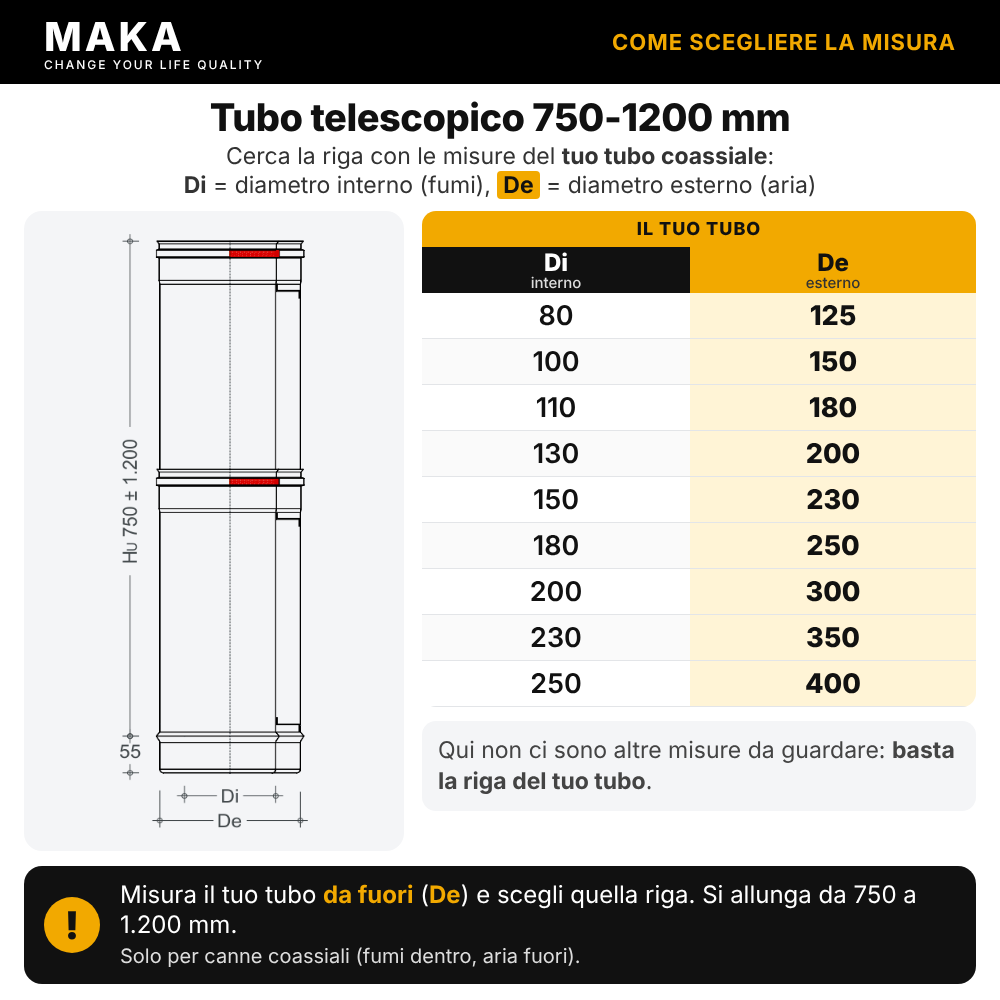 MAKA
CHANGE YOUR LIFE QUALITY
COME SCEGLIERE LA MISURA
Tubo telescopico 750-1200 mm
Cerca la riga con le misure del tuo tubo coassiale:
Di = diametro interno (fumi), De = diametro esterno (aria)
Hu 750 ± 1.200
55
Di
De
IL TUO TUBO
Di De
interno esterno
80 125
100 150
110 180
130 200
150 230
180 250
200 300
230 350
250 400
Qui non ci sono altre misure da guardare: basta
la riga del tuo tubo.
!
Misura il tuo tubo da fuori (De) e scegli quella riga. Si allunga da 750 a
1.200 mm.
Solo per canne coassiali (fumi dentro, aria fuori).